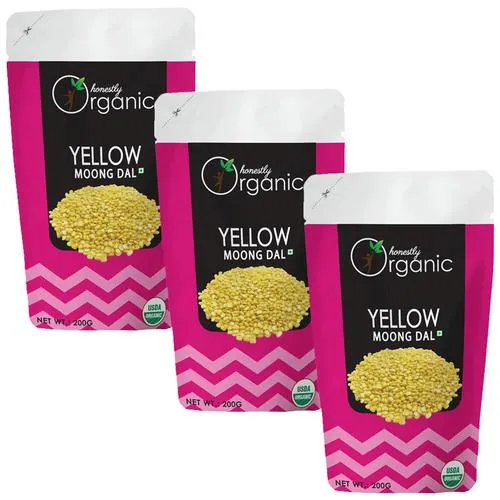 honestly
Organic
YELLOW
MOONG DAL
NET WT.: 200G
USDA
ORGANIC
honestly
Organic
YELLOW
MOONG DAL
NET WT.: 200G
USDA
ORGANIC
honestly
Organic
YELLOW
MOONG DAL
NET WT.: 200G
USDA
ORGANIC